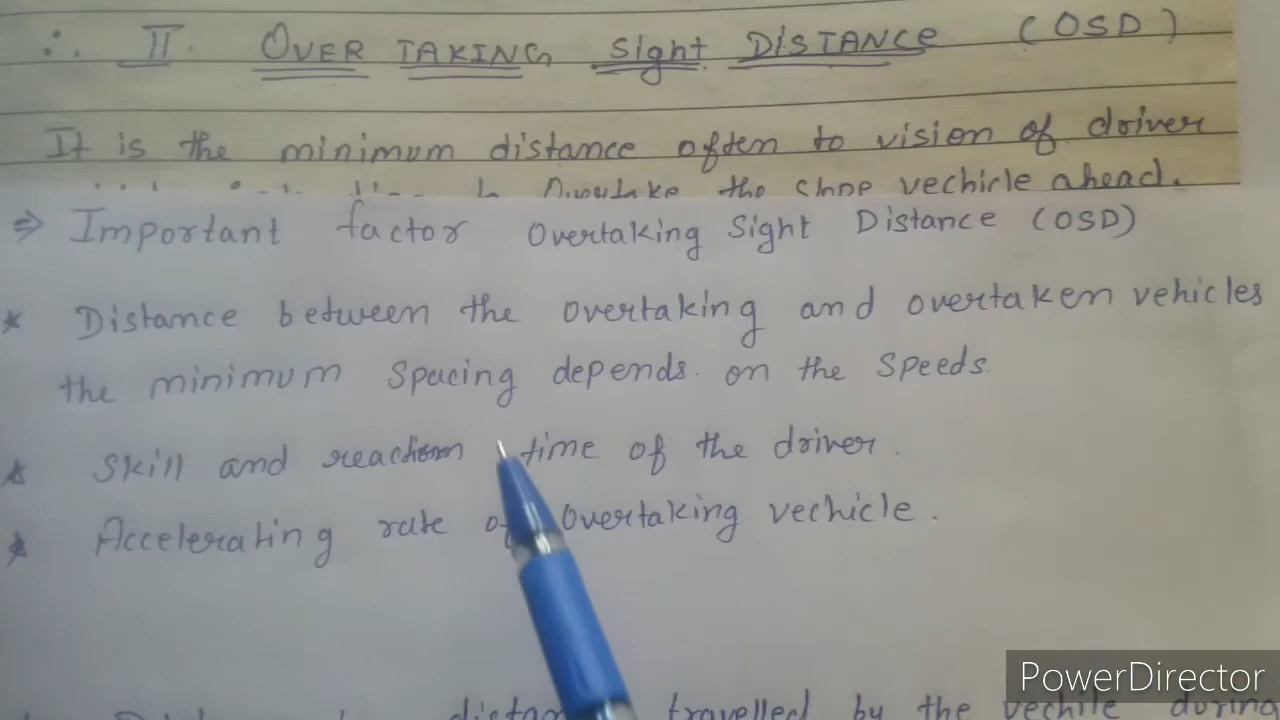 ∴ II. OVER TAKING Sight DISTANCE (OSD)
It is the minimum distance often to vision of driver
the vechicle ahead.
⇒ Important factor overtaking Sight Distance (OSD)
* Distance between the overtaking and overtaken vehicles
the minimum spacing depends on the speeds.
* Skill and reaction time of the driver.
* Accelerating rate of overtaking vechicle.
travelled by the vechile during
PowerDirector